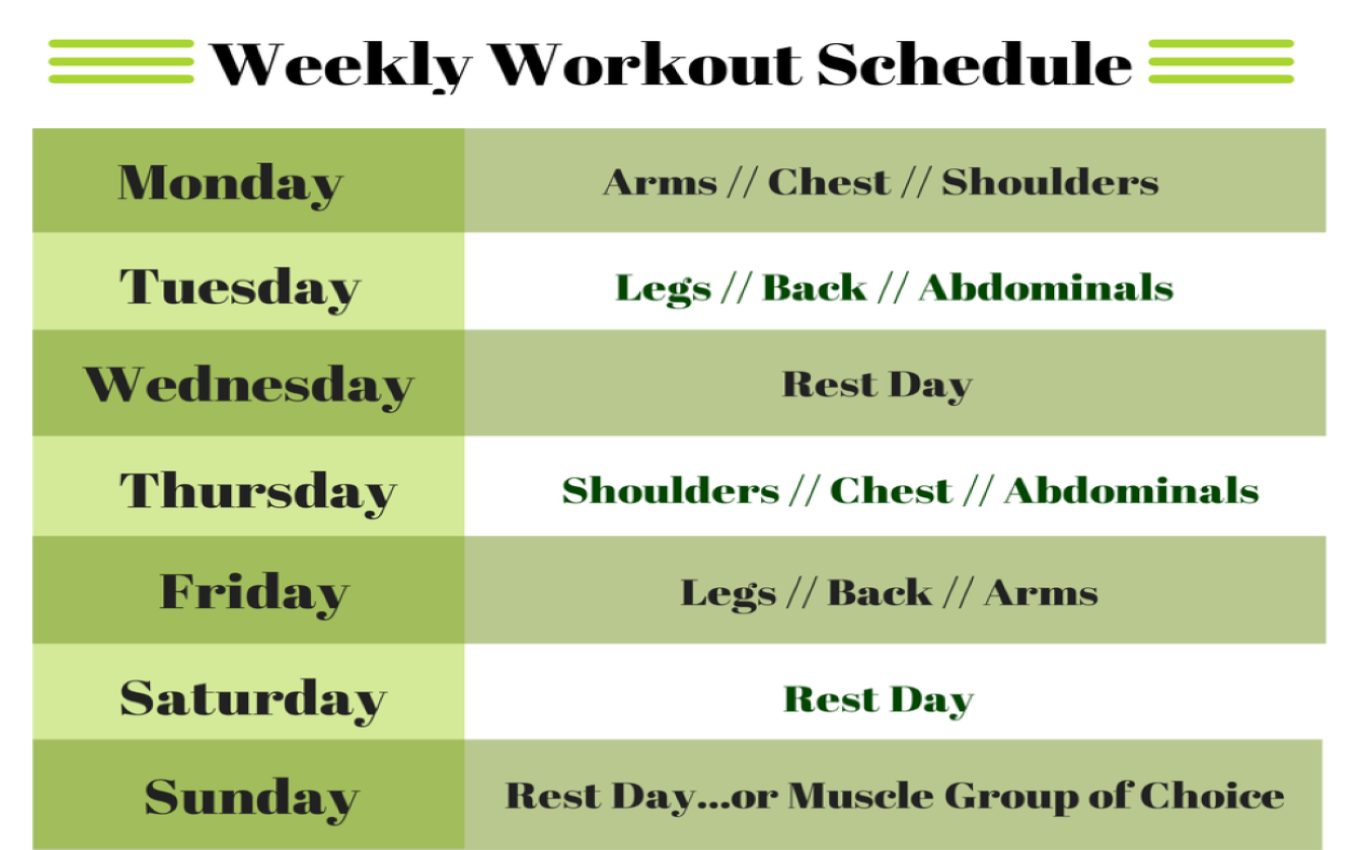 Weekly Workout Schedule
Monday
Arms // Chest // Shoulders
Tuesday
Legs // Back // Abdominals
Wednesday
Rest Day
Thursday
Shoulders // Chest // Abdominals
Friday
Legs // Back // Arms
Saturday
Rest Day
Sunday
Rest Day...or Muscle Group of Choice